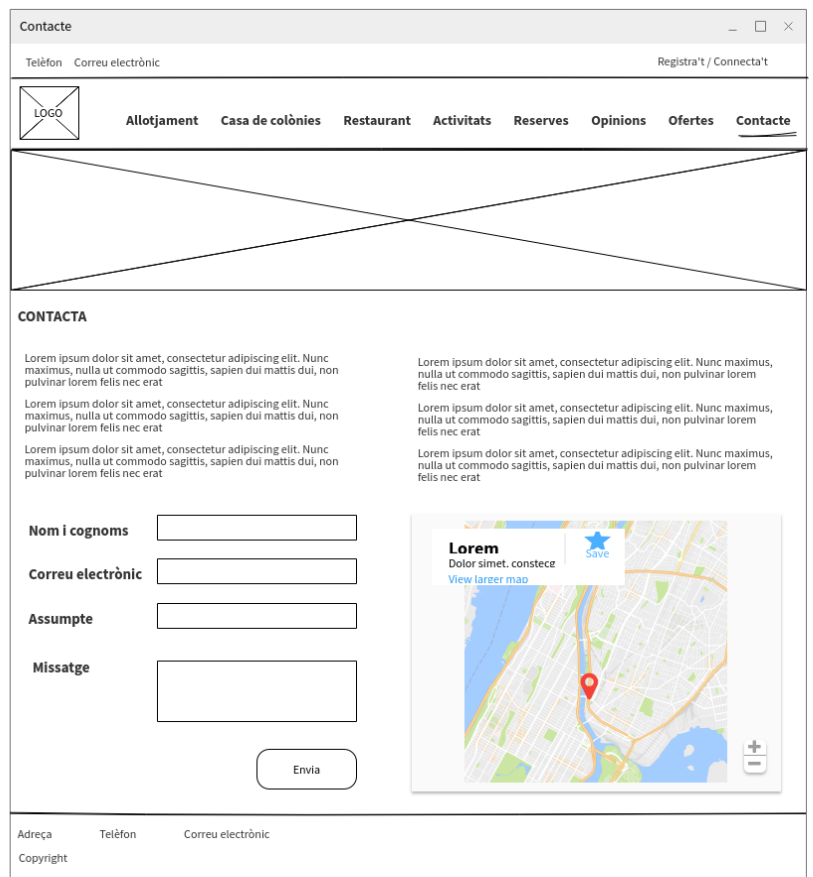 Contacte
Telèfon Correu electrònic Registra't / Connecta't
LOGO
Allotjament Casa de colònies Restaurant Activitats Reserves Opinions Ofertes Contacte
CONTACTA
Lorem ipsum dolor sit amet, consectetur adipiscing elit. Nunc
maximus, nulla ut commodo sagittis, sapien dui mattis dui, non
pulvinar lorem felis nec erat
Lorem ipsum dolor sit amet, consectetur adipiscing elit. Nunc
maximus, nulla ut commodo sagittis, sapien dui mattis dui, non
pulvinar lorem felis nec erat
Lorem ipsum dolor sit amet, consectetur adipiscing elit. Nunc
maximus, nulla ut commodo sagittis, sapien dui mattis dui, non
pulvinar lorem felis nec erat
Lorem ipsum dolor sit amet, consectetur adipiscing elit. Nunc maximus,
nulla ut commodo sagittis, sapien dui mattis dui, non pulvinar lorem
felis nec erat
Lorem ipsum dolor sit amet, consectetur adipiscing elit. Nunc maximus,
nulla ut commodo sagittis, sapien dui mattis dui, non pulvinar lorem
felis nec erat
Lorem ipsum dolor sit amet, consectetur adipiscing elit. Nunc maximus,
nulla ut commodo sagittis, sapien dui mattis dui, non pulvinar lorem
felis nec erat
Nom i cognoms
Correu electrònic
Assumpte
Missatge
Envia
Lorem
Dolor simet, constecg
View larger map
Save
Adreça Telèfon Correu electrònic
Copyright